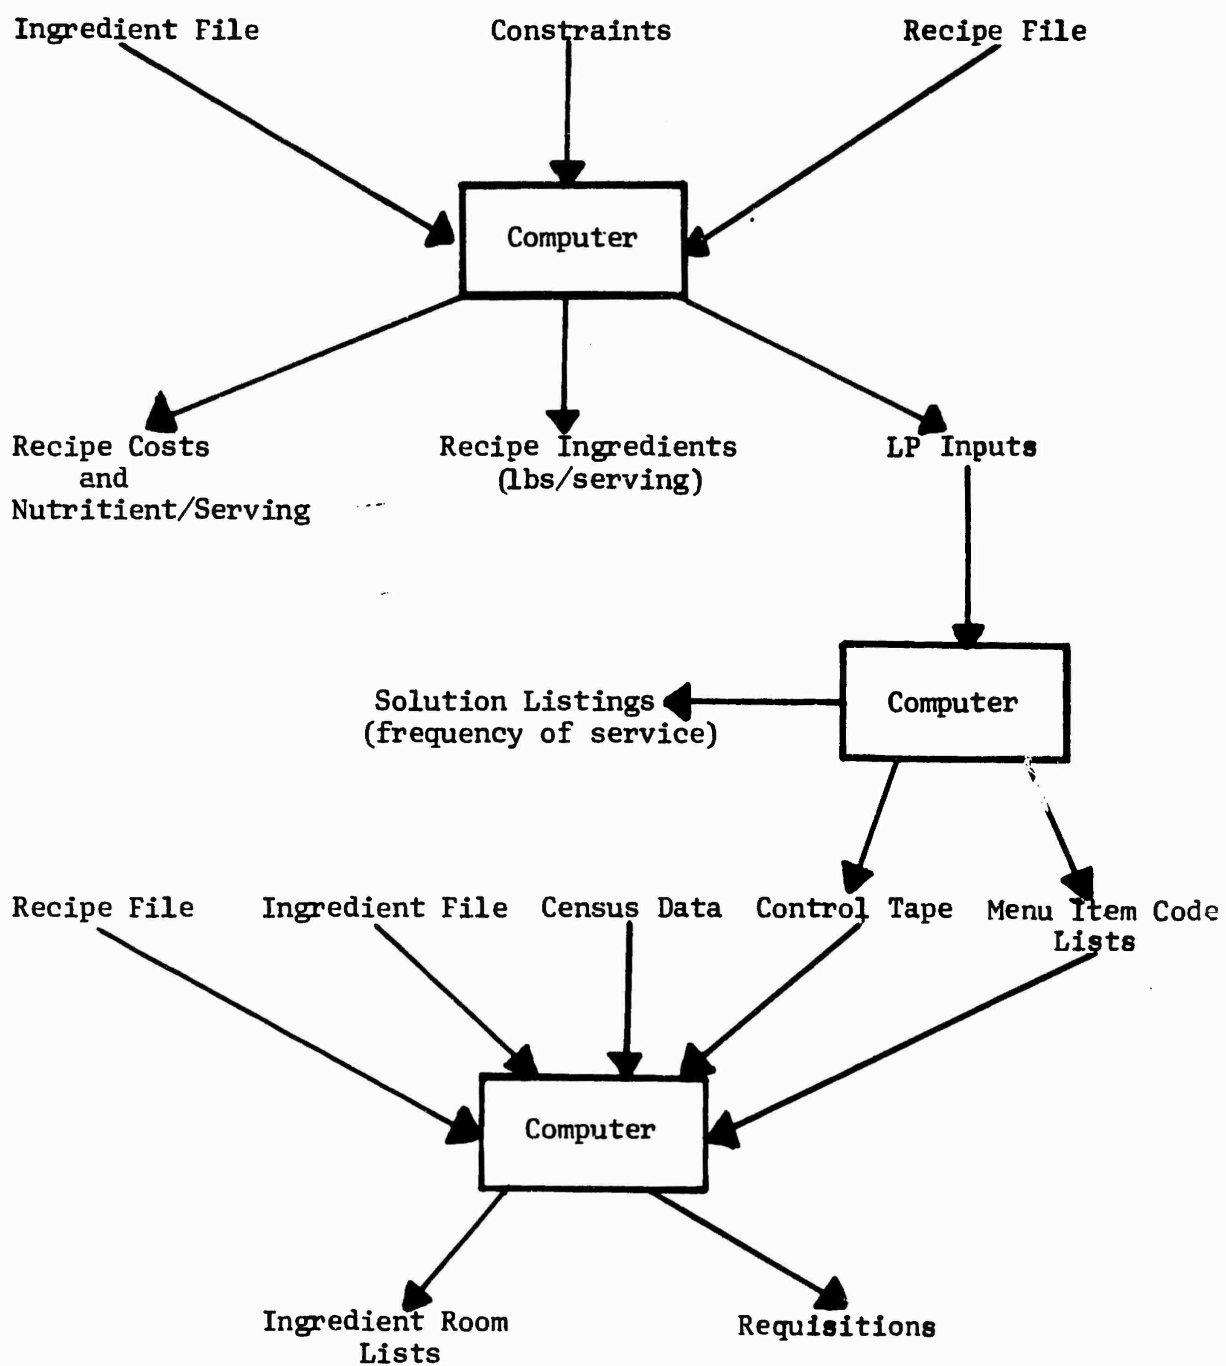 Ingredient File
Constraints
Recipe File
Computer
Recipe Costs
and
Nutritient/Serving
Recipe Ingredients
(lbs/serving)
LP Inputs
Computer
Solution Listings
(frequency of service)
Recipe File
Ingredient File
Census Data
Control Tape
Menu Item Code
Lists
Computer
Ingredient Room
Lists
Requisitions